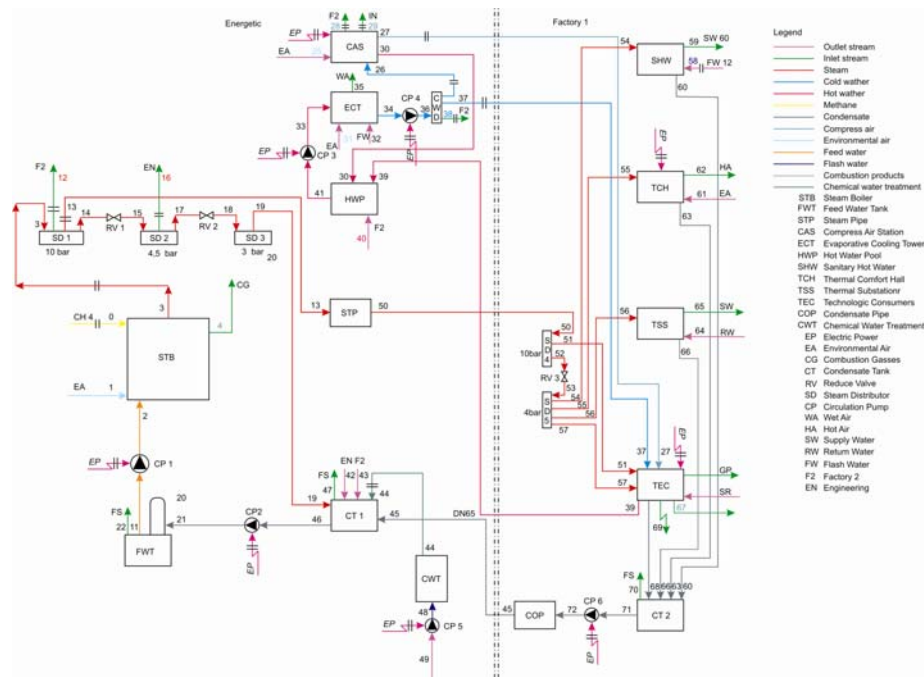 Energetic
Factory 1
Legend
Outlet stream
Inlet stream
Steam
Cold wather
Hot wather
Methane
Condensate
Compress air
Environmental air
Feed water
Flash water
Combustion products
Chemical water treatment
STB Steam Boiler
FWT Feed Water Tank
STP Steam Pipe
CAS Compress Air Station
ECT Evaporative Cooling Tower
HWP Hot Water Pool
SHW Sanitary Hot Water
TCH Thermal Comfort Hall
TSS Thermal Substationr
TEC Technologic Consumers
COP Condensate Pipe
CWT Chemical Water Treatment
EP Electric Power
EA Environmental Air
CG Combustion Gasses
CT Condensate Tank
RV Reduce Valve
SD Steam Distributor
CP Circulation Pump
WA Wet Air
HA Hot Air
SW Supply Water
RW Return Water
FW Flash Water
F2 Factory 2
EN Engineering
F2 IN
28 29
EP 27
EA CAS 30
26
WA 35
ECT 34 CP 4 36 CWD 37
38 F2
33
EP CP 3
EA FW 32
31
EP
30 39
41 HWP
40 F2
F2 12
13
EN 16
3 14 15 17 18 19
SD 1 RV 1 SD 2 RV 2 SD 3
10 bar 4,5 bar 3 bar 20
CG
3
CH 4 0 4
STB
EA 1
2
EP CP 1
FS 20
22 11 21
FWT
CP2
EP
46
13 STP 50
EN F2
FS 42 43
47 44
19 CT 1 45 DN65
44
CWT
48
EP CP 5
49
54 59 SW 60
SHW 58 FW 12
60
EP
55 62 HA
TCH 61 EA
63
56 65 SW
TSS 64 RW
66
50
SD4 51
10bar 52
RV 3
53
SD5 54
4bar 55
56
57
EP
37 27
51 GP
57 TEC SR
39 67
69
68 66 63 60
FS
70
45 COP 72 CP 6 71 CT 2
EP